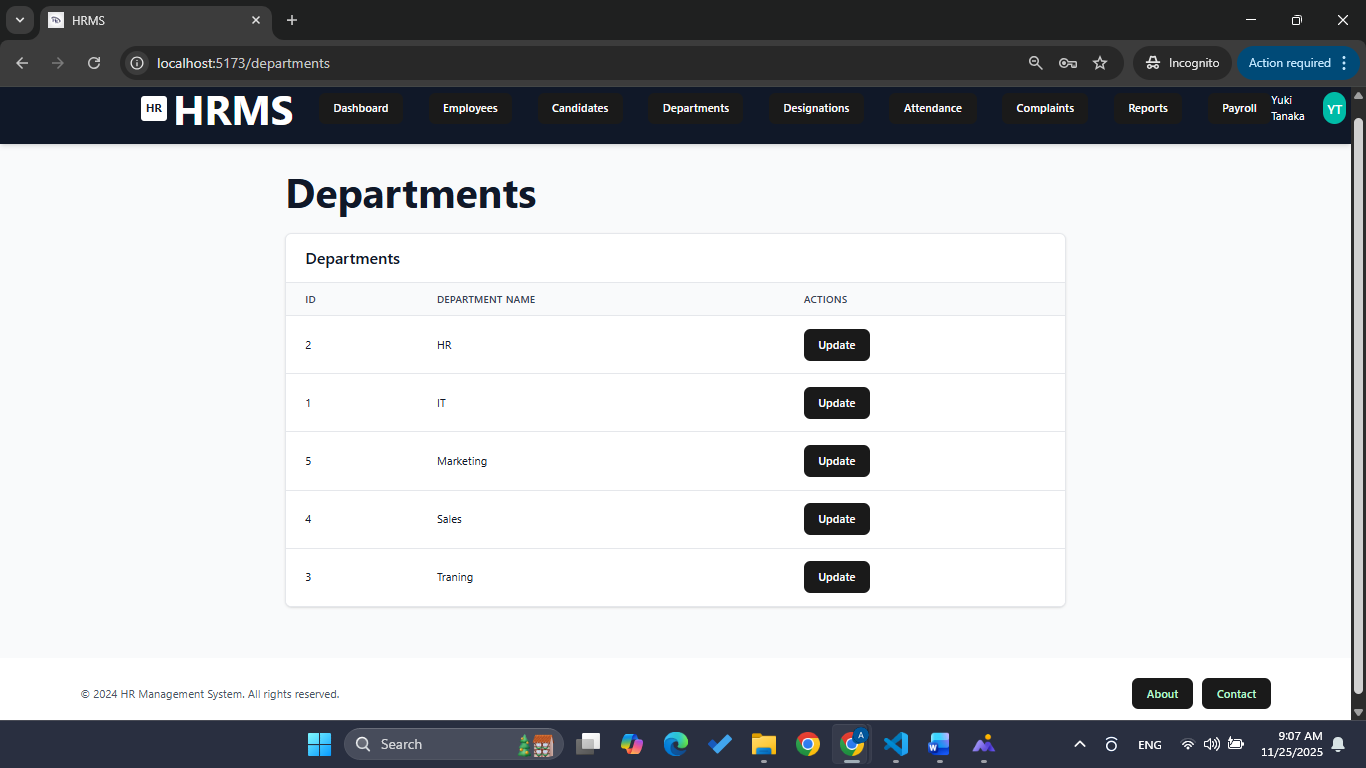 HRMS
localhost:5173/departments
Incognito
Action required
HR HRMS Dashboard Employees Candidates Departments Designations Attendance Complaints Reports Payroll Yuki Tanaka YT
Departments
Departments
ID DEPARTMENT NAME ACTIONS
2 HR Update
1 IT Update
5 Marketing Update
4 Sales Update
3 Traning Update
© 2024 HR Management System. All rights reserved. About Contact
Search
ENG
9:07 AM
11/25/2025